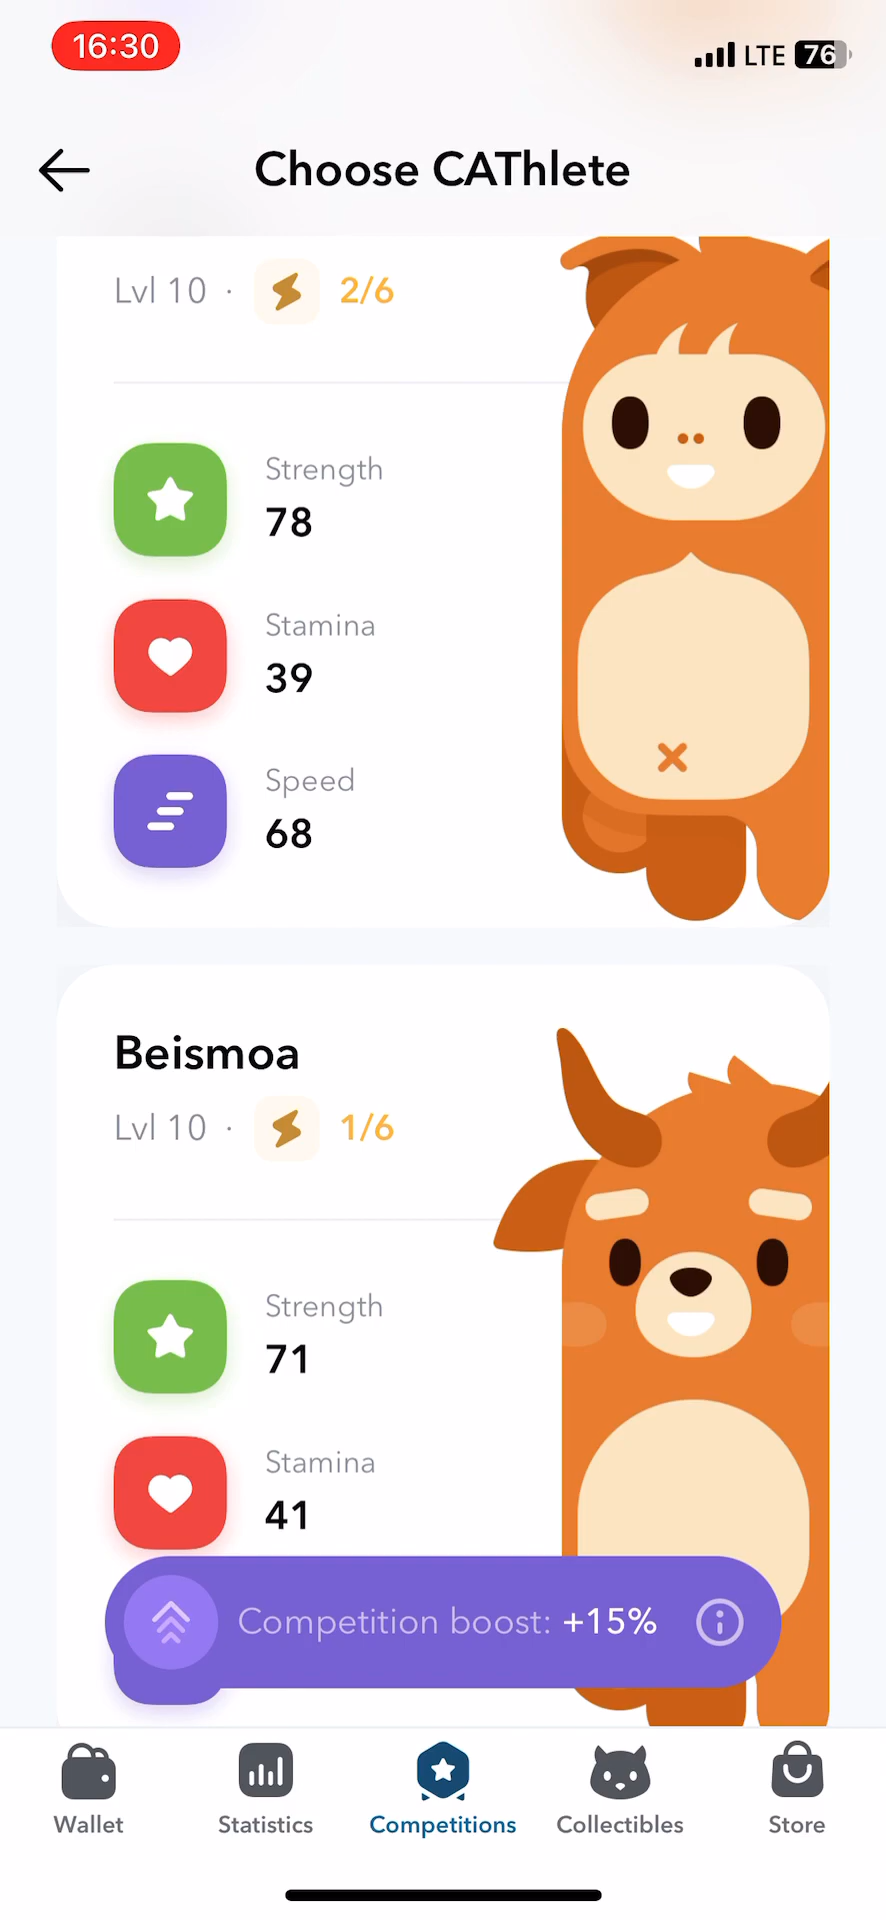 16:30
LTE 76
Choose CAThlete
Lvl 10 · 2/6
Strength
78
Stamina
39
Speed
68
Beismoa
Lvl 10 · 1/6
Strength
71
Stamina
41
Competition boost: +15%
Wallet
Statistics
Competitions
Collectibles
Store